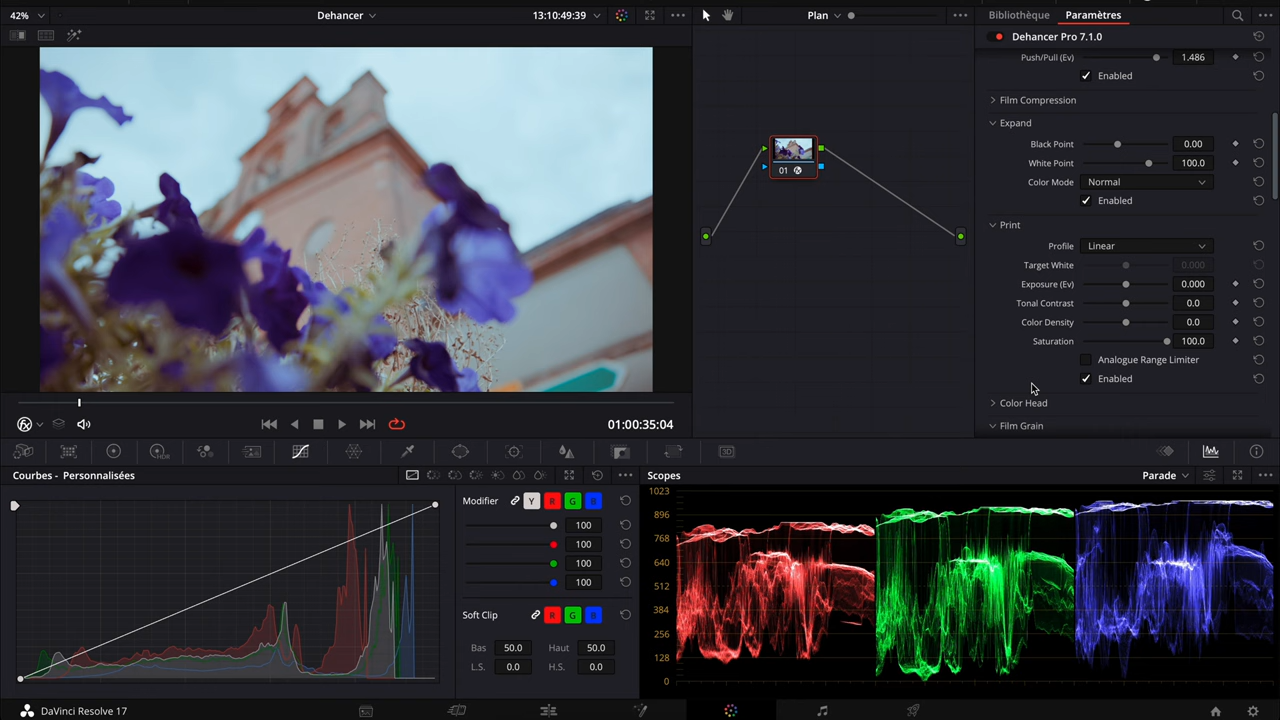 42%
Dehancer
13:10:49:39
Plan
Bibliothèque
Paramètres
Dehancer Pro 7.1.0
Push/Pull (Ev) 1.486
Enabled
Film Compression
Expand
Black Point 0.00
White Point 100.0
Color Mode Normal
Enabled
Print
Profile Linear
Target White 0.000
Exposure (Ev) 0.000
Tonal Contrast 0.0
Color Density 0.0
Saturation 100.0
Analogue Range Limiter
Enabled
Color Head
Film Grain
01
01:00:35:04
HDR
3D
Courbes - Personnalisées
Modifier Y R G B
100
100
100
100
Soft Clip R G B
Bas 50.0 Haut 50.0
L.S. 0.0 H.S. 0.0
Scopes
Parade
1023
896
768
640
512
384
256
128
0
DaVinci Resolve 17